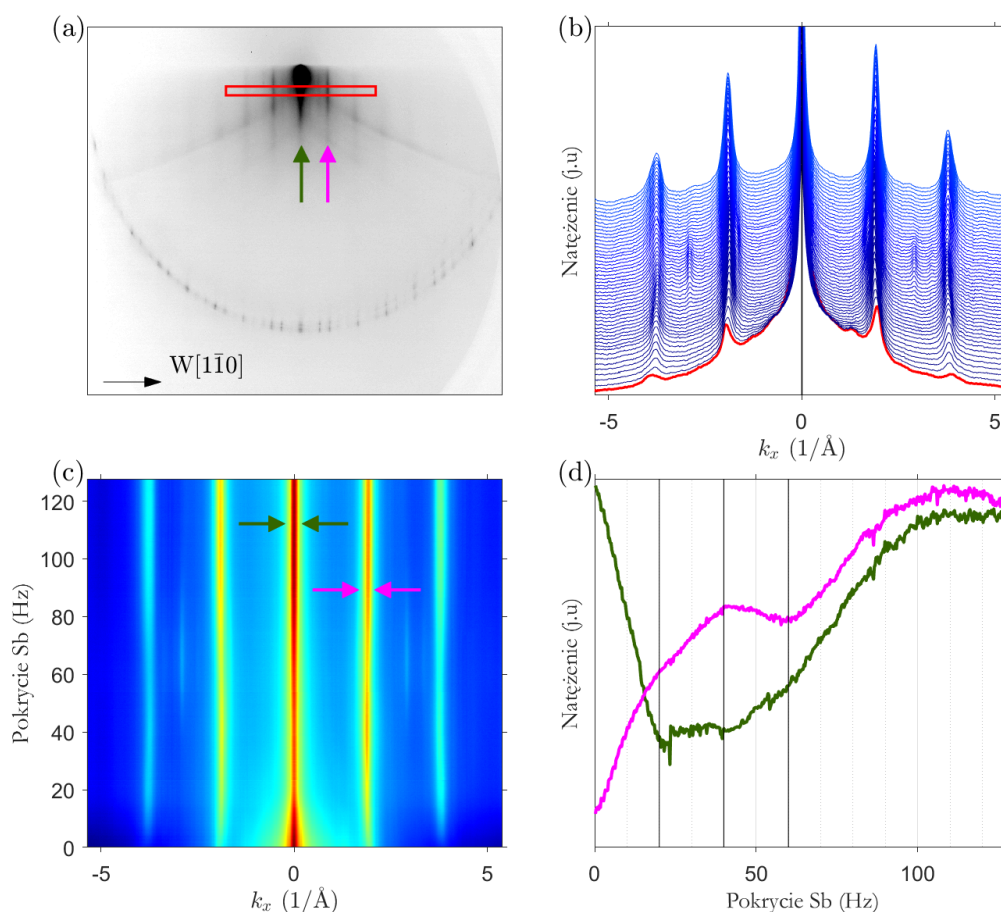 (a)
W[11̄0]
(b)
Natężenie (j.u)
-5 0 5
k_x (1/Å)
(c)
Pokrycie Sb (Hz)
120
100
80
60
40
20
0
-5 0 5
k_x (1/Å)
(d)
Natężenie (j.u)
0 50 100
Pokrycie Sb (Hz)